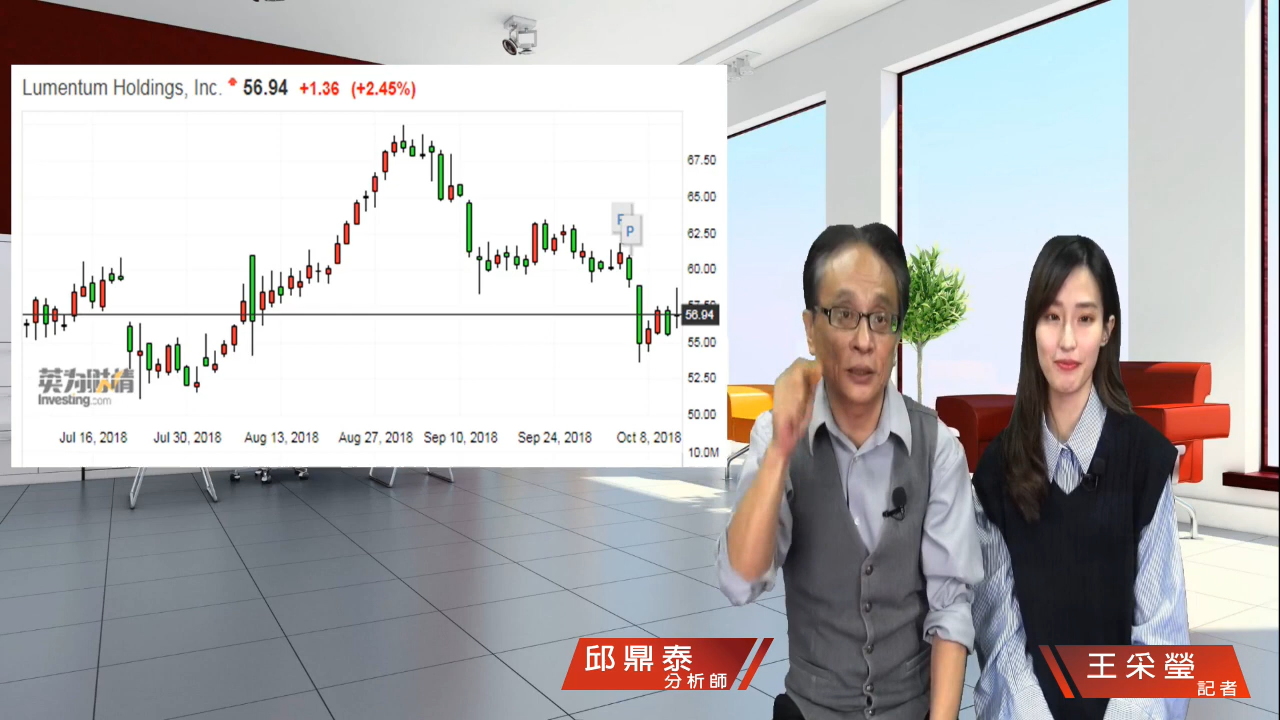 Lumentum Holdings, Inc. 56.94 +1.36 (+2.45%)
67.50
65.00
62.50
P
P
60.00
57.50
56.94
55.00
52.50
50.00
英为财情
Investing.com
Jul 16, 2018 Jul 30, 2018 Aug 13, 2018 Aug 27, 2018 Sep 10, 2018 Sep 24, 2018 Oct 8, 2018
10.0M
邱鼎泰
分析師
王采瑩
記者